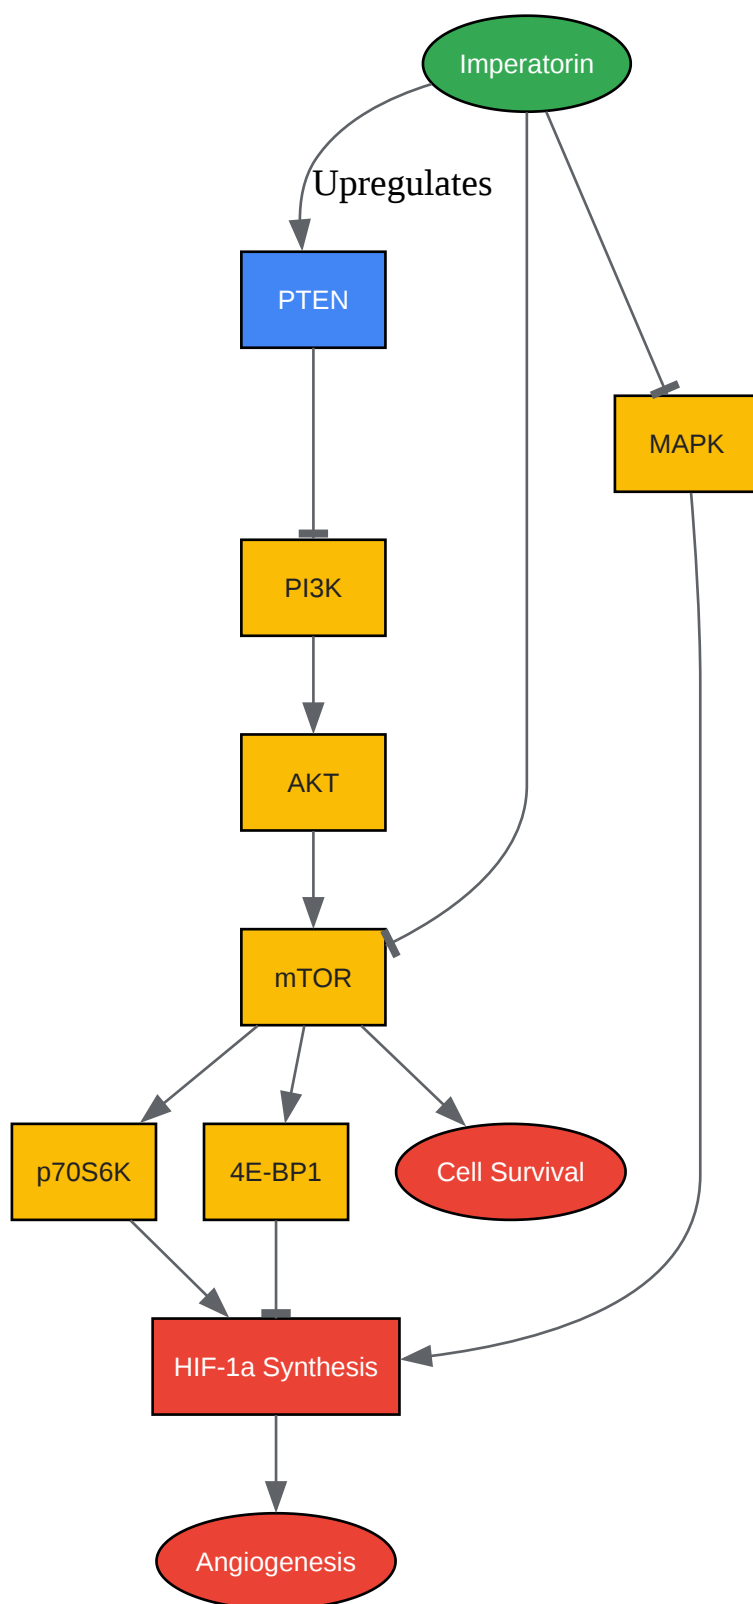 Imperatorin
Upregulates
PTEN
MAPK
PI3K
AKT
mTOR
p70S6K
4E-BP1
Cell Survival
HIF-1a Synthesis
Angiogenesis